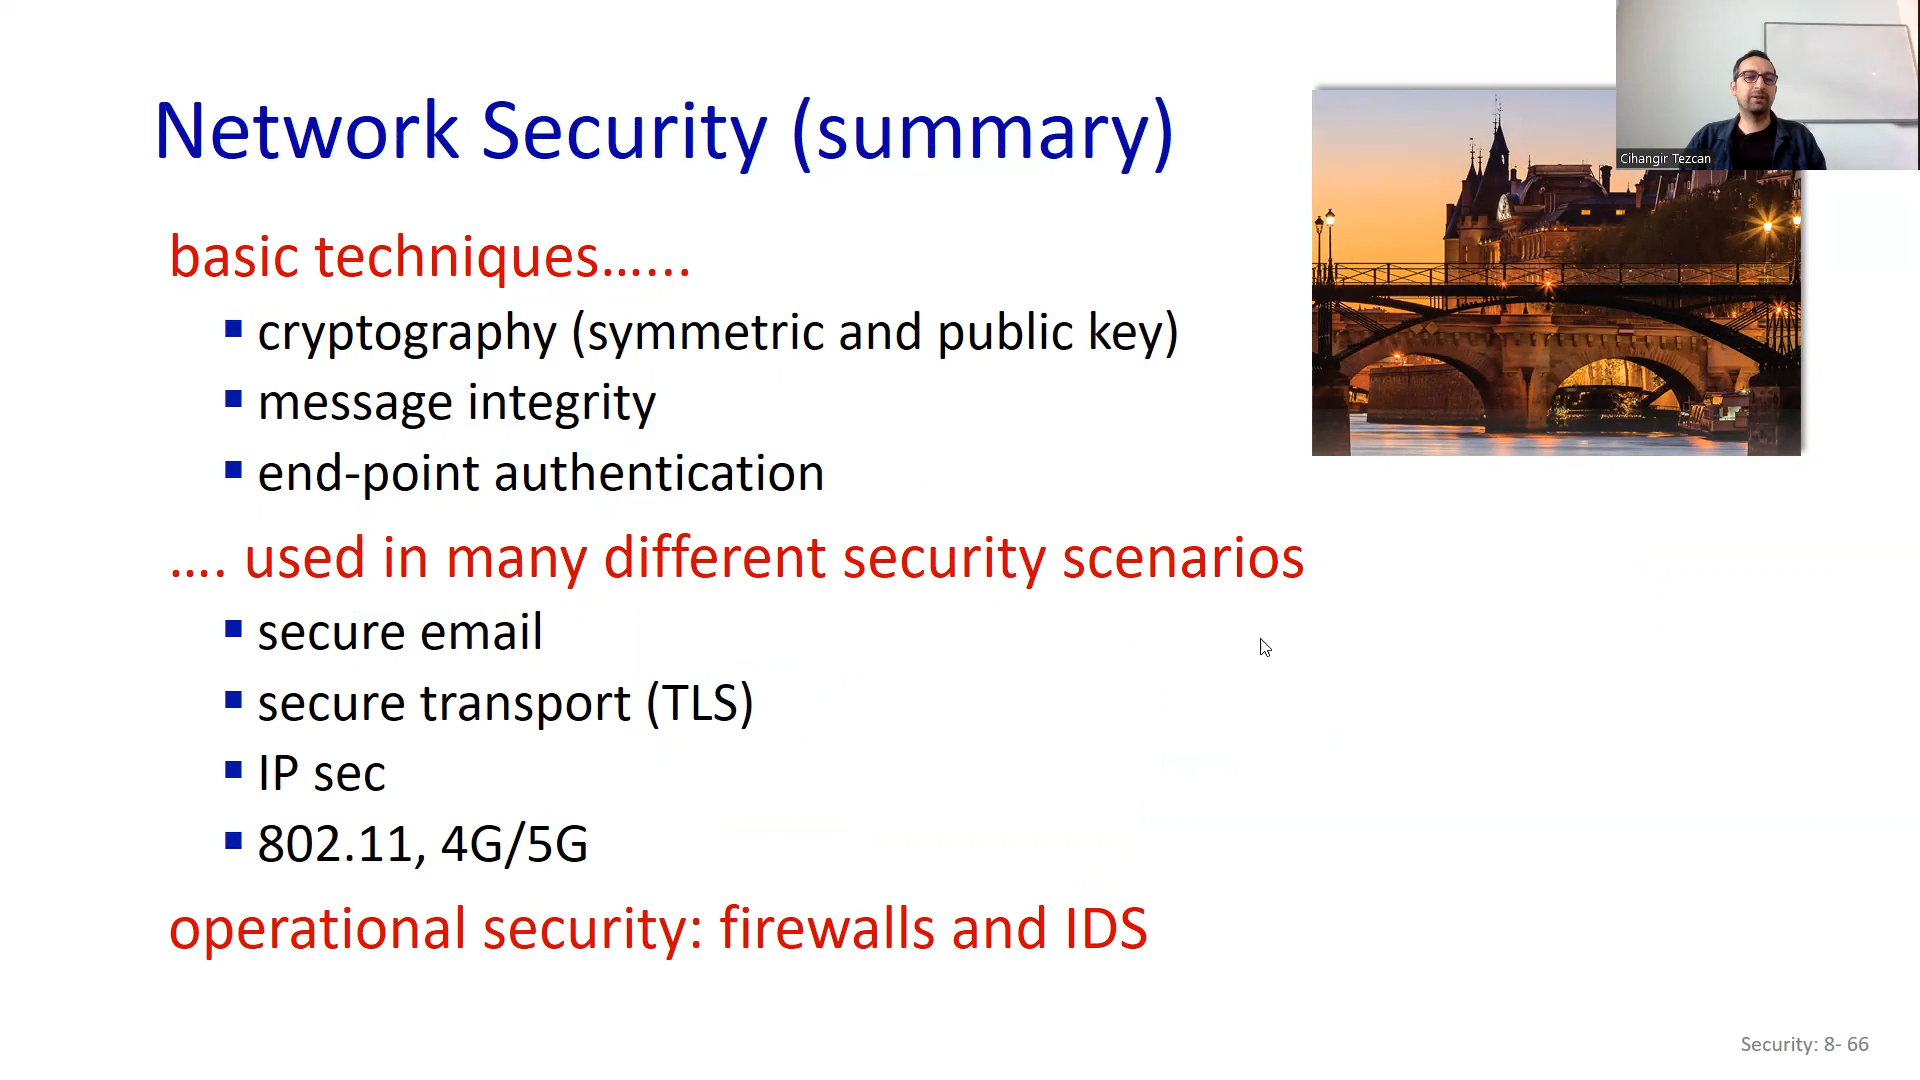 Network Security (summary)
Cihangir Tezcan
basic techniques…...
▪ cryptography (symmetric and public key)
▪ message integrity
▪ end-point authentication
…. used in many different security scenarios
▪ secure email
▪ secure transport (TLS)
▪ IP sec
▪ 802.11, 4G/5G
operational security: firewalls and IDS
Security: 8- 66